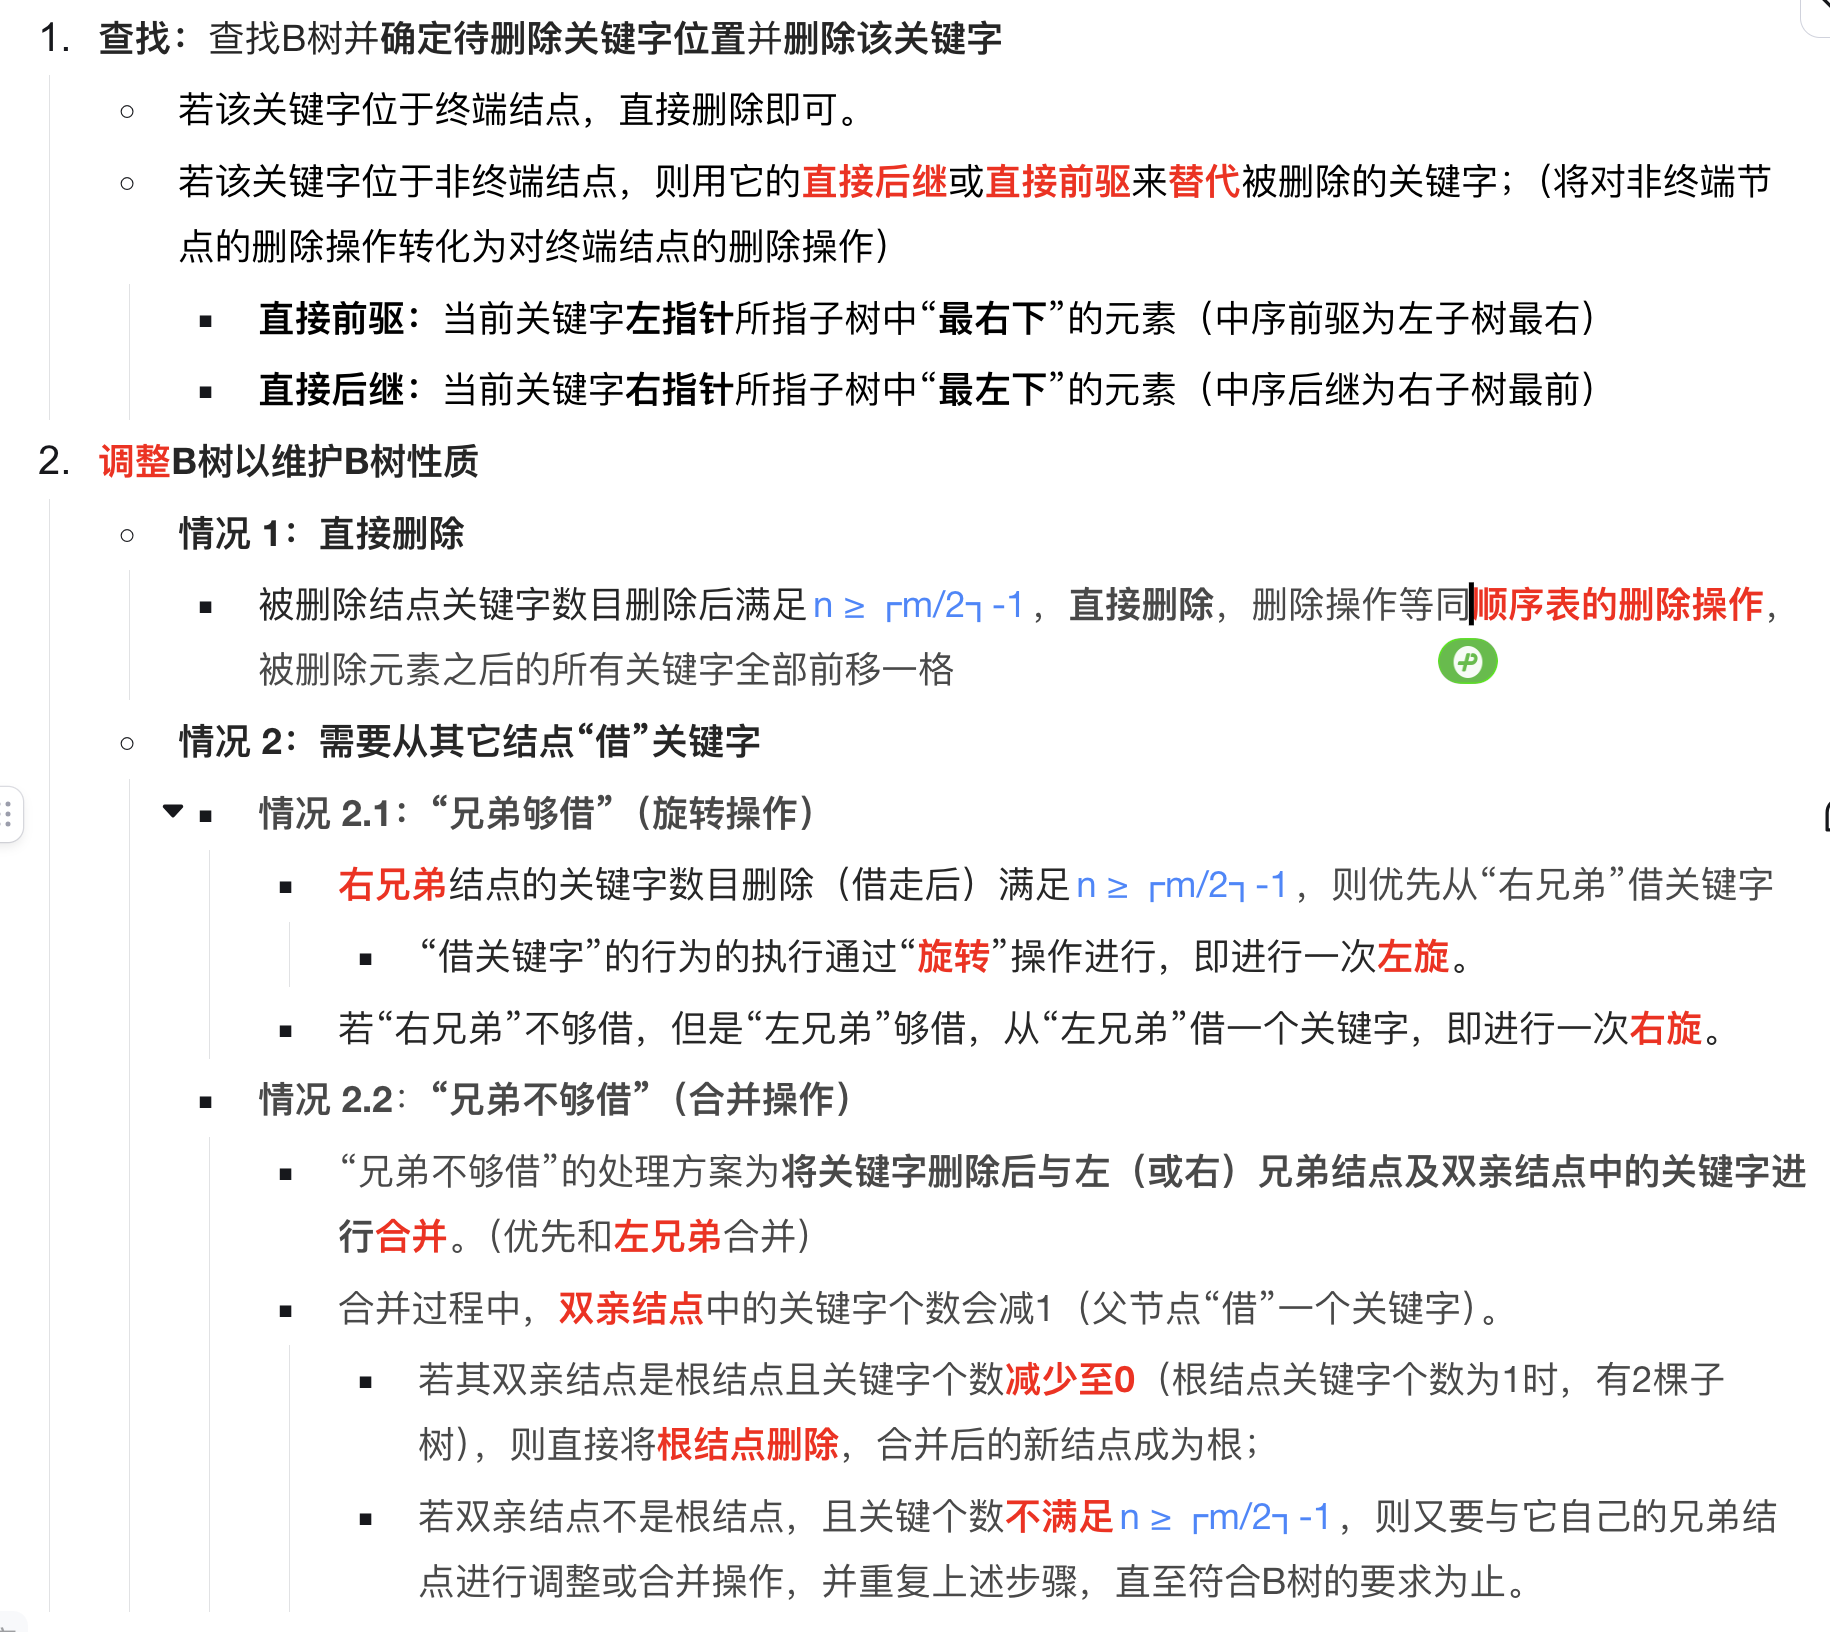 1. 查找：查找B树并确定待删除关键字位置并删除该关键字
若该关键字位于终端结点，直接删除即可。
若该关键字位于非终端结点，则用它的直接后继或直接前驱来替代被删除的关键字；（将对非终端节
点的删除操作转化为对终端结点的删除操作）
直接前驱：当前关键字左指针所指子树中“最右下”的元素（中序前驱为左子树最右）
直接后继：当前关键字右指针所指子树中“最左下”的元素（中序后继为右子树最前）
2. 调整B树以维护B树性质
情况 1：直接删除
被删除结点关键字数目删除后满足n ≥ ┌m/2┐ -1，直接删除，删除操作等同顺序表的删除操作，
被删除元素之后的所有关键字全部前移一格
情况 2：需要从其它结点“借”关键字
情况 2.1：“兄弟够借”（旋转操作）
右兄弟结点的关键字数目删除（借走后）满足n ≥ ┌m/2┐ -1，则优先从“右兄弟”借关键字
“借关键字”的行为的执行通过“旋转”操作进行，即进行一次左旋。
若“右兄弟”不够借，但是“左兄弟”够借，从“左兄弟”借一个关键字，即进行一次右旋。
情况 2.2：“兄弟不够借”（合并操作）
“兄弟不够借”的处理方案为将关键字删除后与左（或右）兄弟结点及双亲结点中的关键字进
行合并。（优先和左兄弟合并）
合并过程中，双亲结点中的关键字个数会减1（父节点“借”一个关键字）。
若其双亲结点是根结点且关键字个数减少至0（根结点关键字个数为1时，有2棵子
树），则直接将根结点删除，合并后的新结点成为根；
若双亲结点不是根结点，且关键个数不满足n ≥ ┌m/2┐ -1，则又要与它自己的兄弟结
点进行调整或合并操作，并重复上述步骤，直至符合B树的要求为止。